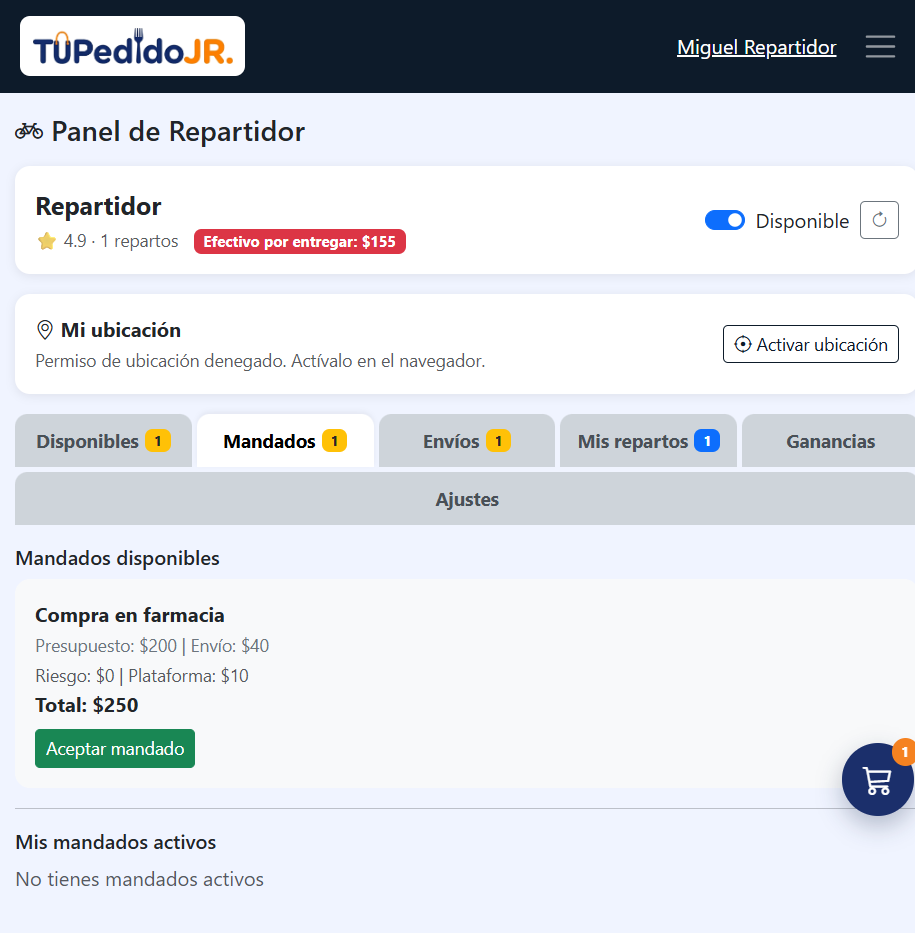 TUPedidoJR.
Miguel Repartidor
Panel de Repartidor
Repartidor
4.9 · 1 repartos Efectivo por entregar: $155
Disponible
Mi ubicación
Permiso de ubicación denegado. Actívalo en el navegador.
Activar ubicación
Disponibles 1
Mandados 1
Envíos 1
Mis repartos 1
Ganancias
Ajustes
Mandados disponibles
Compra en farmacia
Presupuesto: $200 | Envío: $40
Riesgo: $0 | Plataforma: $10
Total: $250
Aceptar mandado
1
Mis mandados activos
No tienes mandados activos